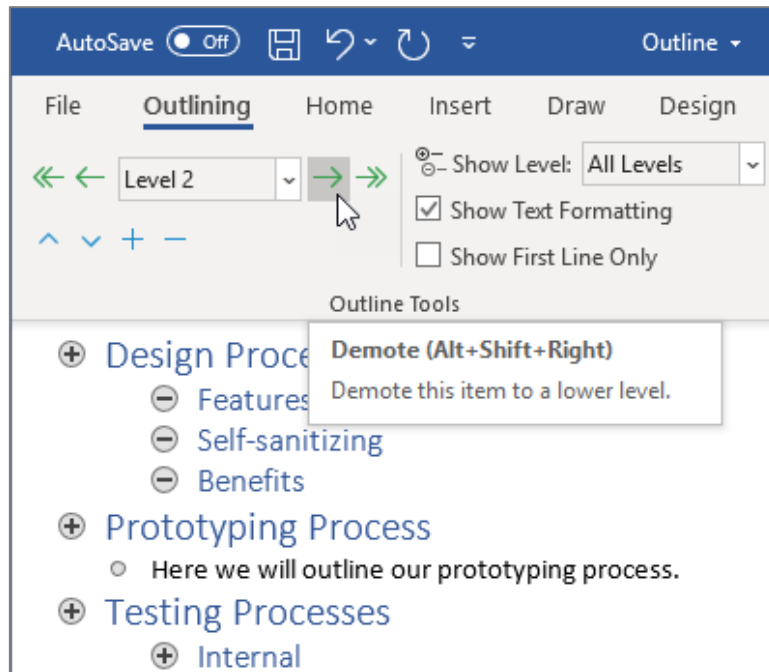 AutoSave Off Outline
File Outlining Home Insert Draw Design
Level 2
Show Level: All Levels
Show Text Formatting
Show First Line Only
Outline Tools
Demote (Alt+Shift+Right)
Demote this item to a lower level.
Design Proce
Features
Self-sanitizing
Benefits
Prototyping Process
Here we will outline our prototyping process.
Testing Processes
Internal